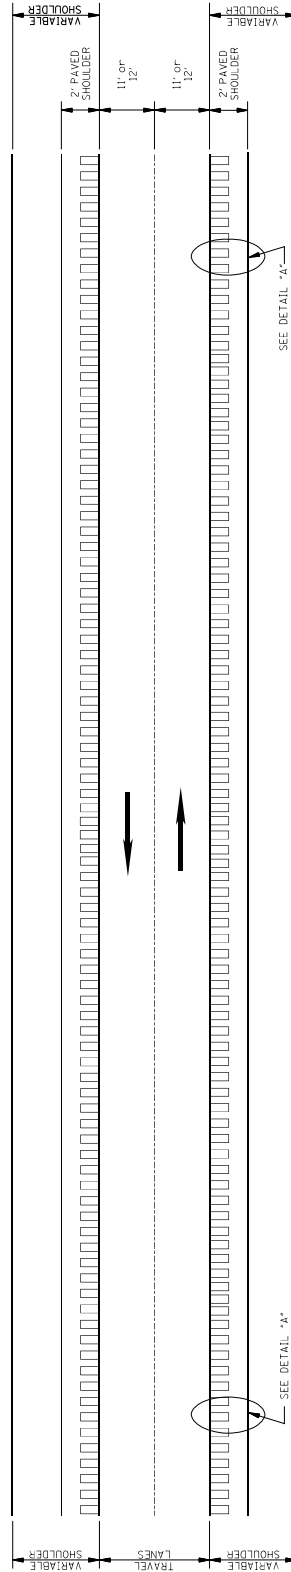 VARIABLE
SHOULDER
VARIABLE
SHOULDER
2' PAVED
SHOULDER
11' or
12'
11' or
12'
2' PAVED
SHOULDER
SEE DETAIL "A"
SEE DETAIL "A"
VARIABLE
SHOULDER
TRAVEL
LANES
VARIABLE
SHOULDER